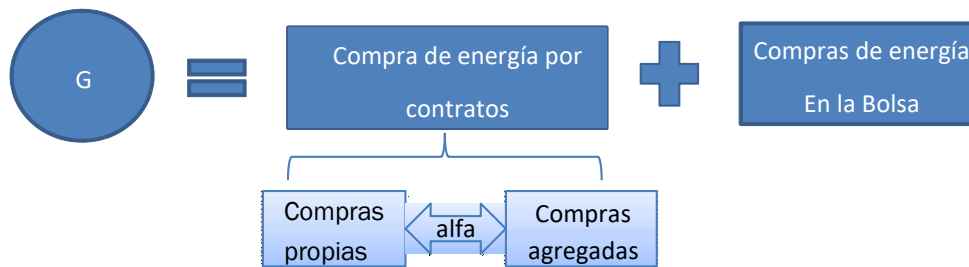 G
Compra de energía por
contratos
Compras de energía
En la Bolsa
Compras
propias
alfa
Compras
agregadas